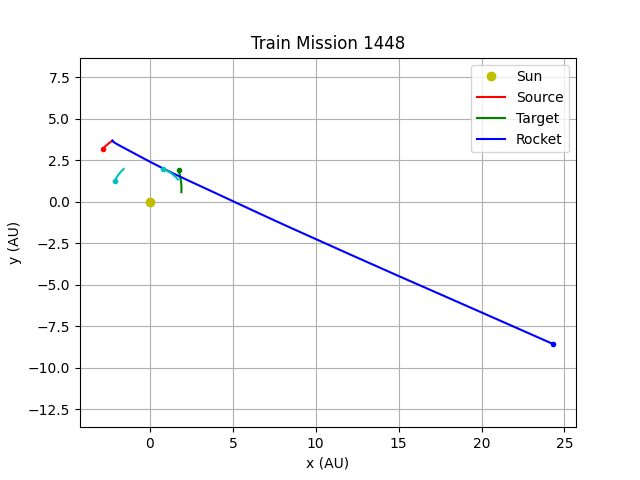 Train Mission 1448
Sun
Source
Target
Rocket
7.5
5.0
2.5
0.0
−2.5
−5.0
−7.5
−10.0
−12.5
y (AU)
0
5
10
15
20
25
x (AU)